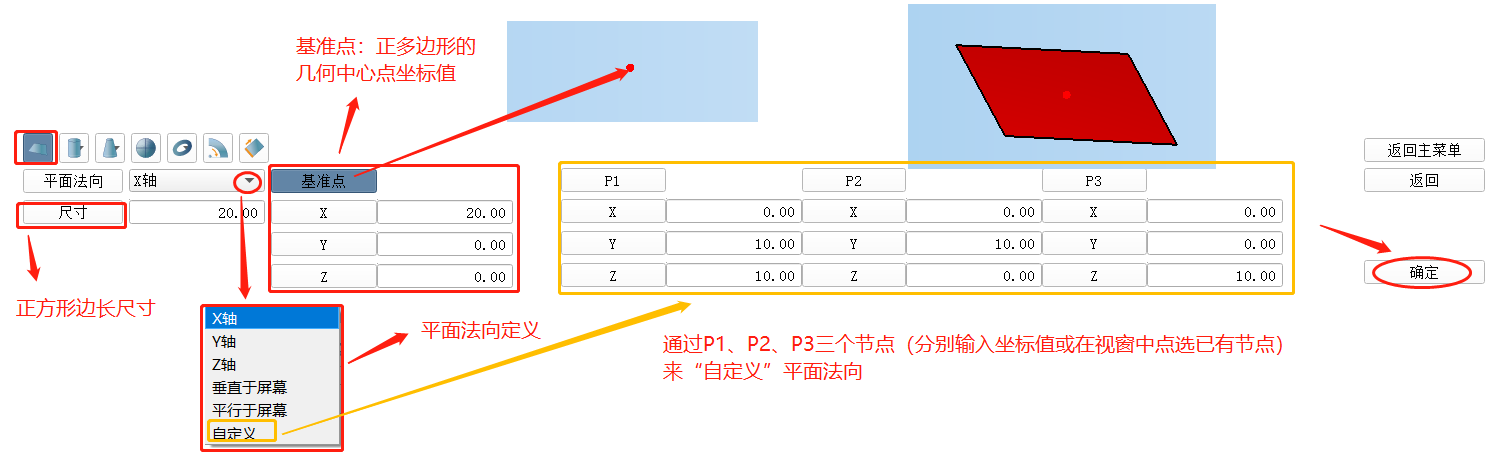 基准点：正多边形的
几何中心点坐标值
平面法向 X轴
尺寸 20.00
基准点
X 20.00
Y 0.00
Z 0.00
P1 P2 P3
X 0.00 X 0.00 X 0.00
Y 10.00 Y 10.00 Y 0.00
Z 10.00 Z 0.00 Z 10.00
返回主菜单
返回
确定
正方形边长尺寸
X轴
Y轴
Z轴
垂直于屏幕
平行于屏幕
自定义
平面法向定义
通过P1、P2、P3三个节点（分别输入坐标值或在视窗中点选已有节点）
来“自定义”平面法向